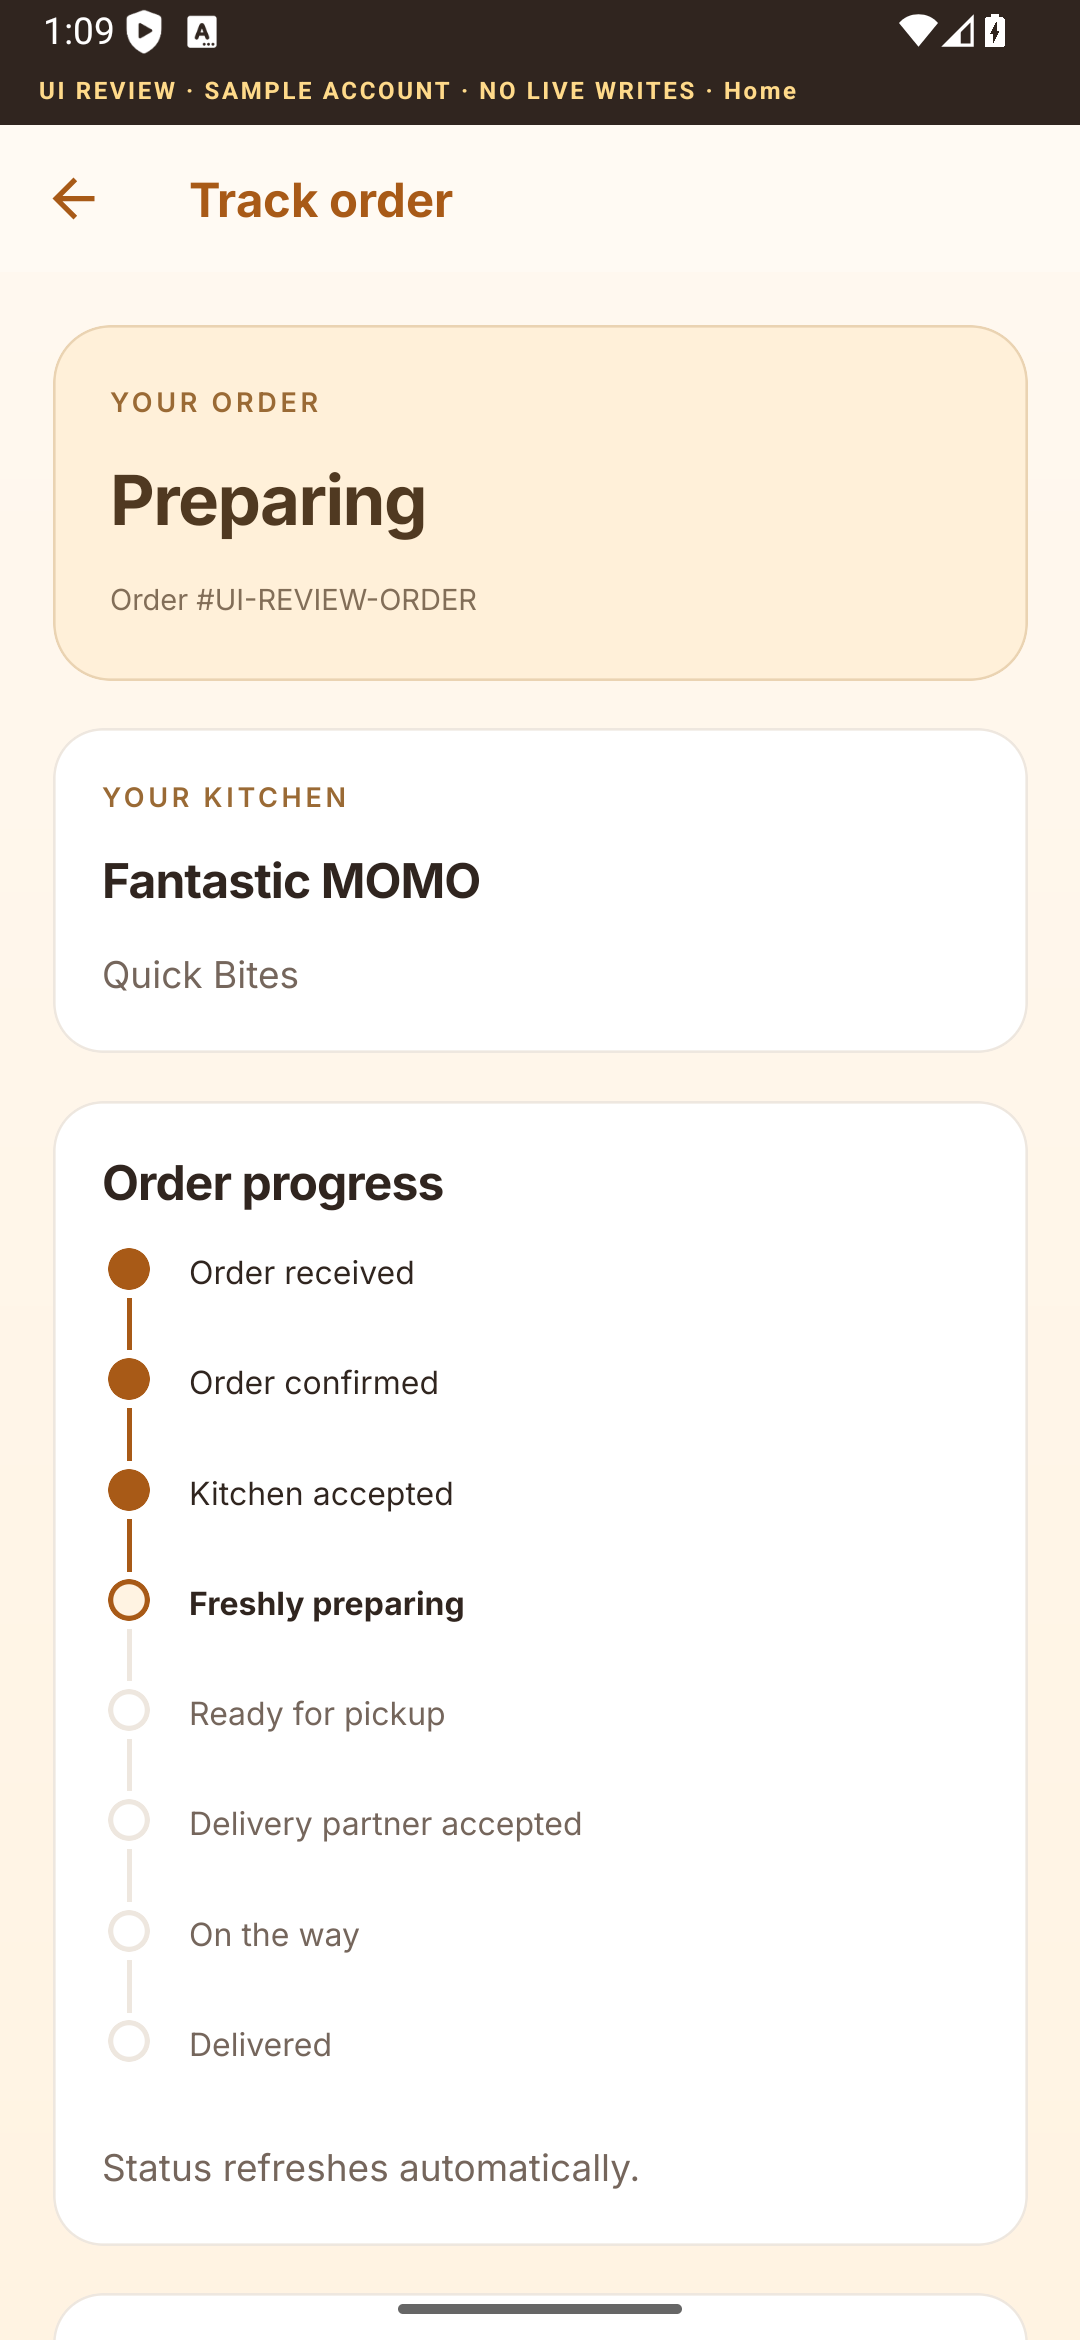 1:09
UI REVIEW · SAMPLE ACCOUNT · NO LIVE WRITES · Home
Track order
YOUR ORDER
Preparing
Order #UI-REVIEW-ORDER
YOUR KITCHEN
Fantastic MOMO
Quick Bites
Order progress
Order received
Order confirmed
Kitchen accepted
Freshly preparing
Ready for pickup
Delivery partner accepted
On the way
Delivered
Status refreshes automatically.